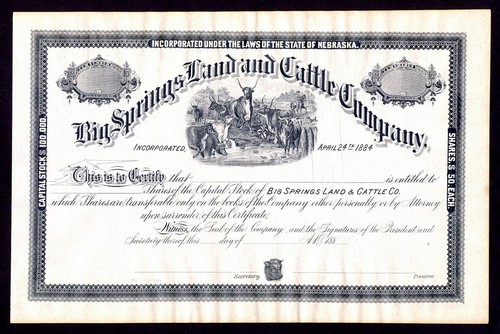 INCORPORATED UNDER THE LAWS OF THE STATE OF NEBRASKA.
Big Springs Land and Cattle Company.
INCORPORATED, APRIL 24TH 1884
CAPITAL STOCK $100,000.
SHARES, $50 EACH.
This is to Certify that is entitled to
Shares of the Capital Stock of BIG SPRINGS LAND & CATTLE CO.
which Shares are transferable only on the books of the Company either personally or by Attorney
upon surrender of this Certificate.
Witness, the Seal of the Company and the Signatures of the President and
Secretary thereof, this day of A.D. 188
Secretary. President.